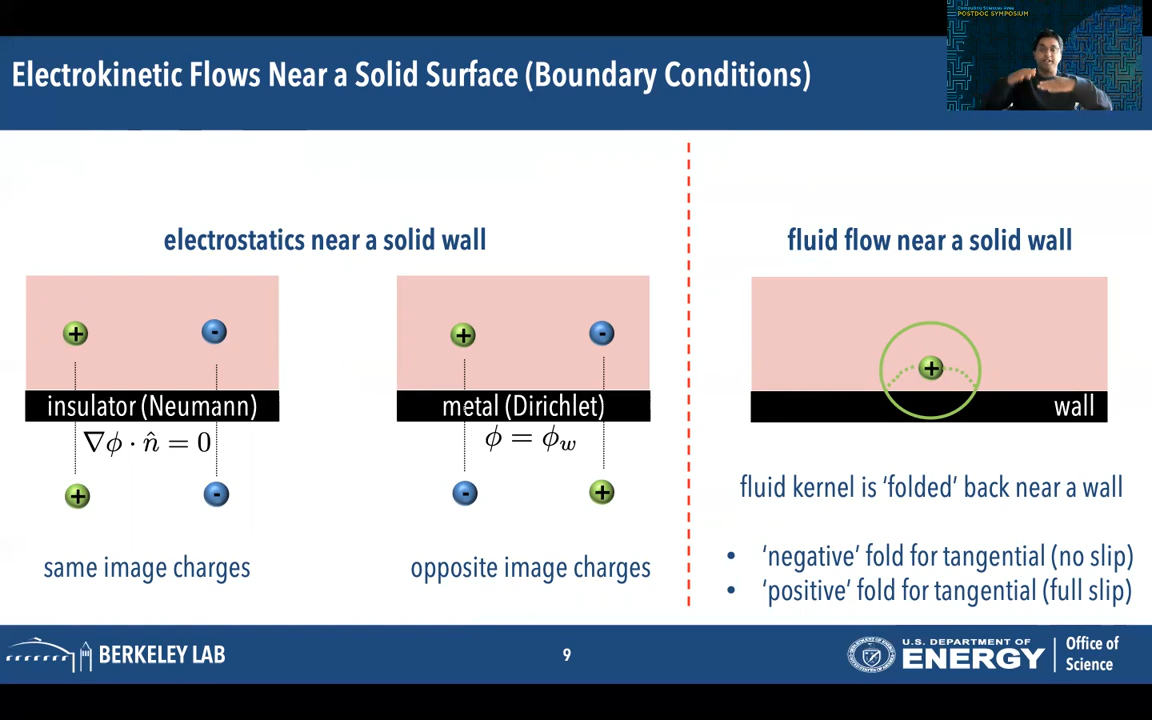 Computing Sciences Area
POSTDOC SYMPOSIUM
Electrokinetic Flows Near a Solid Surface (Boundary Conditions)
electrostatics near a solid wall
+
-
insulator (Neumann)
∇ϕ · n̂ = 0
+
-
same image charges
+
-
metal (Dirichlet)
ϕ = ϕ_w
-
+
opposite image charges
fluid flow near a solid wall
+
wall
fluid kernel is 'folded' back near a wall
• 'negative' fold for tangential (no slip)
• 'positive' fold for tangential (full slip)
BERKELEY LAB
9
U.S. DEPARTMENT OF
ENERGY
Office of
Science